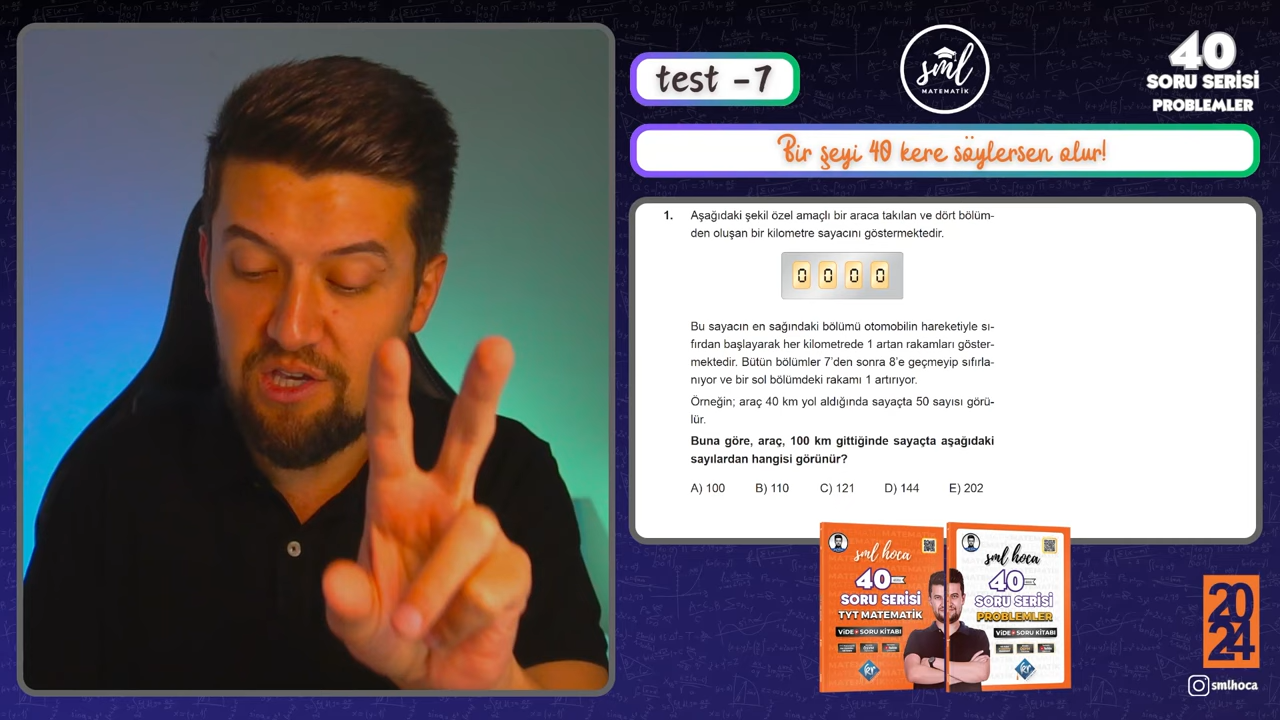 test -7
sml
MATEMATİK
40
SORU SERİSİ
PROBLEMLER
Bir şeyi 40 kere söylersen olur!
1. Aşağıdaki şekil özel amaçlı bir araca takılan ve dört bölüm-
den oluşan bir kilometre sayacını göstermektedir.
0 0 0 0
Bu sayacın en sağındaki bölümü otomobilin hareketiyle sı-
fırdan başlayarak her kilometrede 1 artan rakamları göster-
mektedir. Bütün bölümler 7'den sonra 8'e geçmeyip sıfırla-
nıyor ve bir sol bölümdeki rakamı 1 artırıyor.
Örneğin; araç 40 km yol aldığında sayaçta 50 sayısı görü-
lür.
Buna göre, araç, 100 km gittiğinde sayaçta aşağıdaki
sayılardan hangisi görünür?
A) 100 B) 110 C) 121 D) 144 E) 202
sml hoca
40
SORU SERİSİ
TYT MATEMATİK
VİDEO SORU KİTABI
sml hoca
40
SORU SERİSİ
PROBLEMLER
VİDEO SORU KİTABI
2024
smlhoca